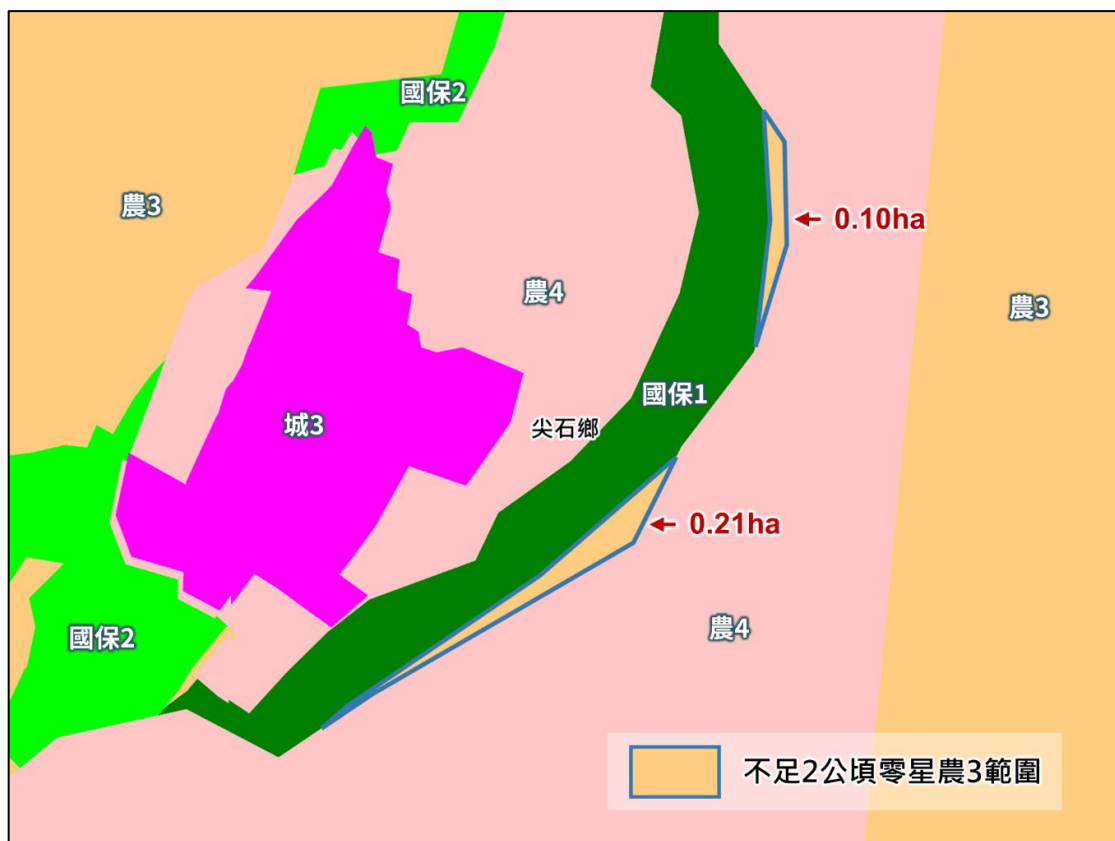 國保2
農3
← 0.10ha
農4
農3
國保1
城3
尖石鄉
← 0.21ha
農4
國保2
不足2公頃零星農3範圍